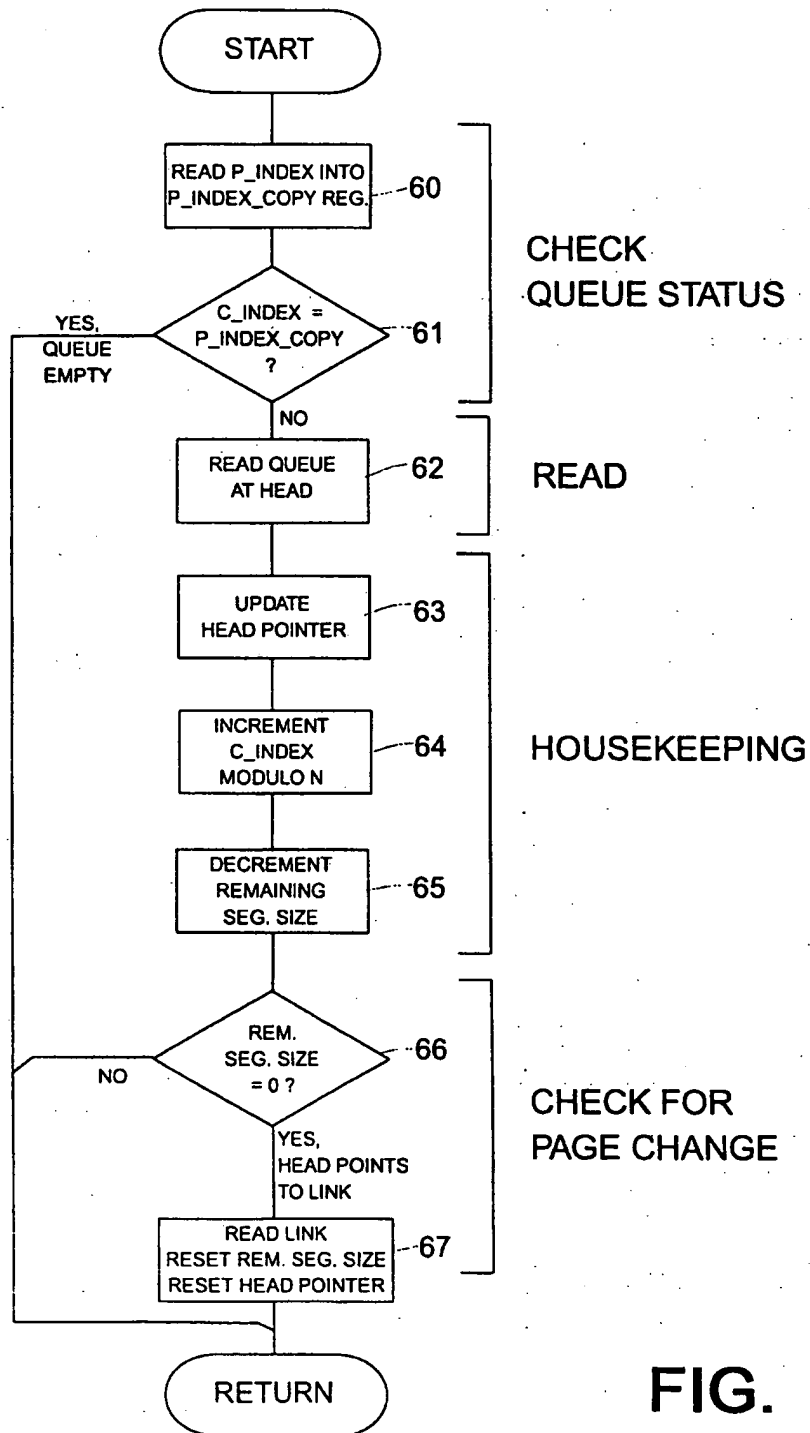 START
READ P_INDEX INTO
P_INDEX_COPY REG.
60
CHECK
QUEUE STATUS
C_INDEX =
P_INDEX_COPY
?
61
YES,
QUEUE
EMPTY
NO
READ QUEUE
AT HEAD
62
READ
UPDATE
HEAD POINTER
63
INCREMENT
C_INDEX
MODULO N
64
HOUSEKEEPING
DECREMENT
REMAINING
SEG. SIZE
65
REM.
SEG. SIZE
= 0 ?
66
NO
YES,
HEAD POINTS
TO LINK
CHECK FOR
PAGE CHANGE
READ LINK
RESET REM. SEG. SIZE
RESET HEAD POINTER
67
RETURN
FIG.